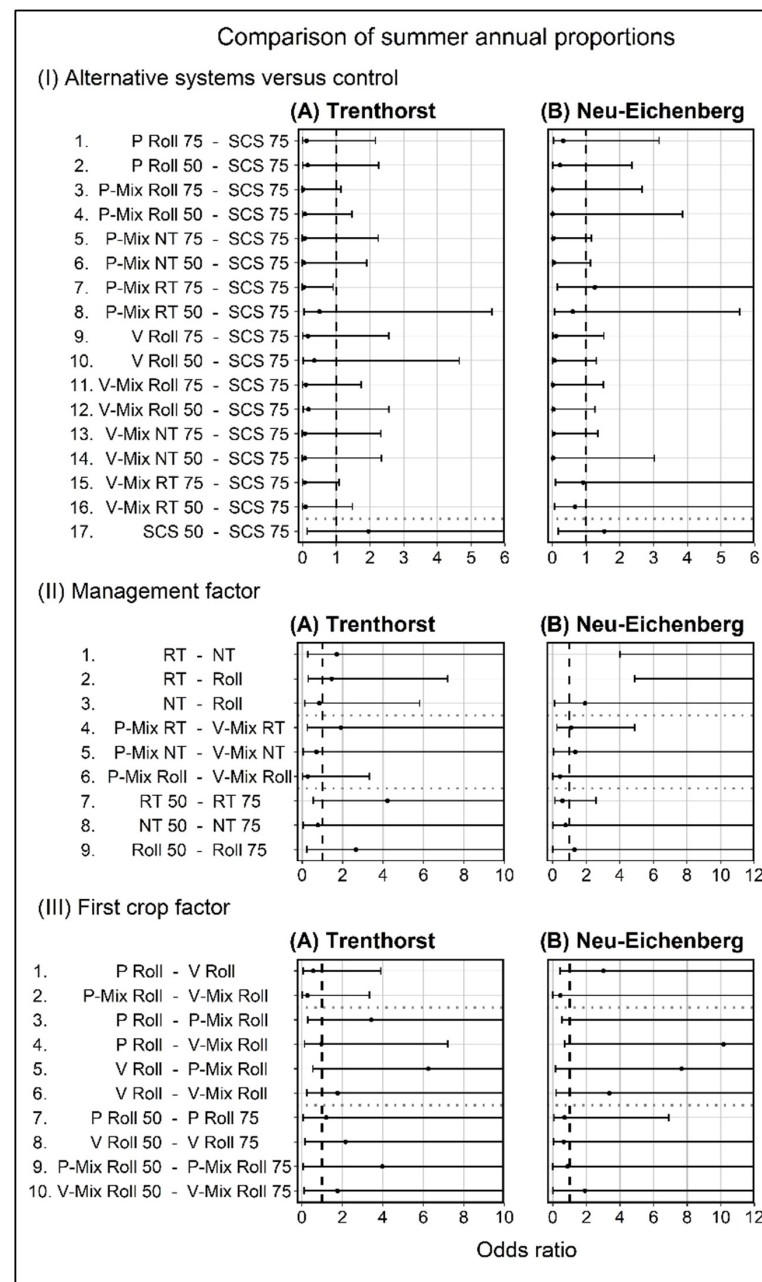 Comparison of summer annual proportions
(I) Alternative systems versus control
(A) Trenthorst (B) Neu-Eichenberg
1. P Roll 75 - SCS 75
2. P Roll 50 - SCS 75
3. P-Mix Roll 75 - SCS 75
4. P-Mix Roll 50 - SCS 75
5. P-Mix NT 75 - SCS 75
6. P-Mix NT 50 - SCS 75
7. P-Mix RT 75 - SCS 75
8. P-Mix RT 50 - SCS 75
9. V Roll 75 - SCS 75
10. V Roll 50 - SCS 75
11. V-Mix Roll 75 - SCS 75
12. V-Mix Roll 50 - SCS 75
13. V-Mix NT 75 - SCS 75
14. V-Mix NT 50 - SCS 75
15. V-Mix RT 75 - SCS 75
16. V-Mix RT 50 - SCS 75
17. SCS 50 - SCS 75
0 1 2 3 4 5 6 0 1 2 3 4 5 6
(II) Management factor
(A) Trenthorst (B) Neu-Eichenberg
1. RT - NT
2. RT - Roll
3. NT - Roll
4. P-Mix RT - V-Mix RT
5. P-Mix NT - V-Mix NT
6. P-Mix Roll - V-Mix Roll
7. RT 50 - RT 75
8. NT 50 - NT 75
9. Roll 50 - Roll 75
0 2 4 6 8 10 0 2 4 6 8 10 12
(III) First crop factor
(A) Trenthorst (B) Neu-Eichenberg
1. P Roll - V Roll
2. P-Mix Roll - V-Mix Roll
3. P Roll - P-Mix Roll
4. P Roll - V-Mix Roll
5. V Roll - P-Mix Roll
6. V Roll - V-Mix Roll
7. P Roll 50 - P Roll 75
8. V Roll 50 - V Roll 75
9. P-Mix Roll 50 - P-Mix Roll 75
10. V-Mix Roll 50 - V-Mix Roll 75
0 2 4 6 8 10 0 2 4 6 8 10 12
Odds ratio